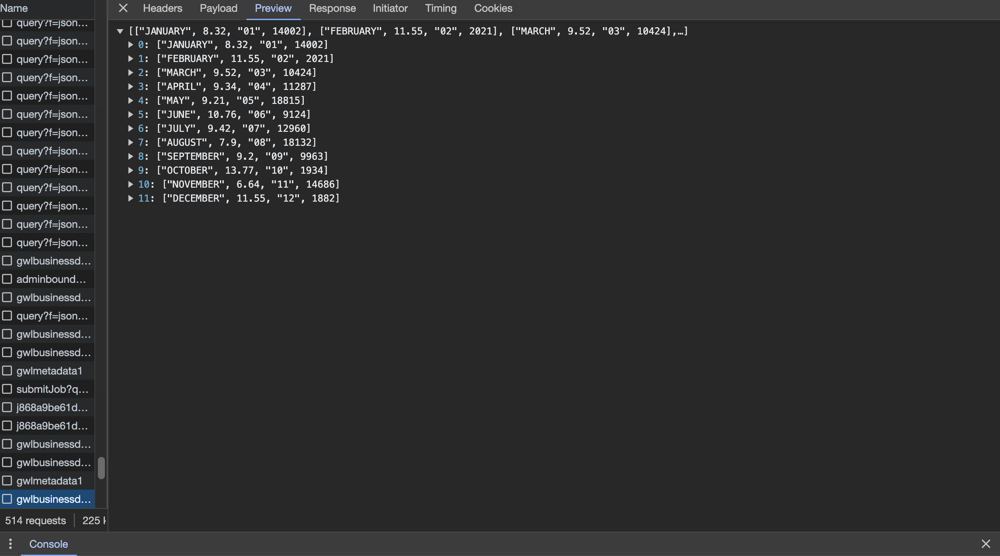 Name
Headers Payload Preview Response Initiator Timing Cookies
query?f=json...
query?f=json...
query?f=json...
query?f=json...
query?f=json...
query?f=json...
query?f=json...
query?f=json...
query?f=json...
query?f=json...
query?f=json...
query?f=json...
query?f=json...
gwlbusinessd...
adminbound...
gwlbusinessd...
query?f=json...
gwlbusinessd...
gwlbusinessd...
gwlmetadata1
submitJob?q...
j868a9be61d...
j868a9be61d...
gwlbusinessd...
gwlbusinessd...
gwlmetadata1
gwlbusinessd...
514 requests 225 k
[["JANUARY", 8.32, "01", 14002], ["FEBRUARY", 11.55, "02", 2021], ["MARCH", 9.52, "03", 10424],…]
0: ["JANUARY", 8.32, "01", 14002]
1: ["FEBRUARY", 11.55, "02", 2021]
2: ["MARCH", 9.52, "03", 10424]
3: ["APRIL", 9.34, "04", 11287]
4: ["MAY", 9.21, "05", 18815]
5: ["JUNE", 10.76, "06", 9124]
6: ["JULY", 9.42, "07", 12960]
7: ["AUGUST", 7.9, "08", 18132]
8: ["SEPTEMBER", 9.2, "09", 9963]
9: ["OCTOBER", 13.77, "10", 1934]
10: ["NOVEMBER", 6.64, "11", 14686]
11: ["DECEMBER", 11.55, "12", 1882]
Console